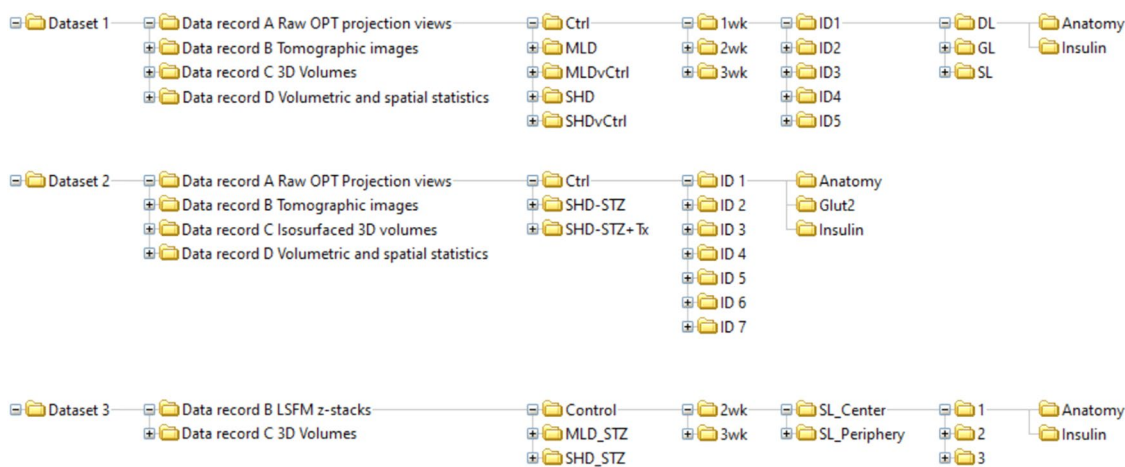 Dataset 1 Data record A Raw OPT projection views Ctrl 1wk ID1 DL Anatomy
Data record B Tomographic images MLD 2wk ID2 GL Insulin
Data record C 3D Volumes MLDvCtrl 3wk ID3 SL
Data record D Volumetric and spatial statistics SHD ID4
SHDvCtrl ID5
Dataset 2 Data record A Raw OPT Projection views Ctrl ID 1 Anatomy
Data record B Tomographic images SHD-STZ ID 2 Glut2
Data record C Isosurfaced 3D volumes SHD-STZ+Tx ID 3 Insulin
Data record D Volumetric and spatial statistics ID 4
ID 5
ID 6
ID 7
Dataset 3 Data record B LSFM z-stacks Control 2wk SL_Center 1 Anatomy
Data record C 3D Volumes MLD_STZ 3wk SL_Periphery 2 Insulin
SHD_STZ 3